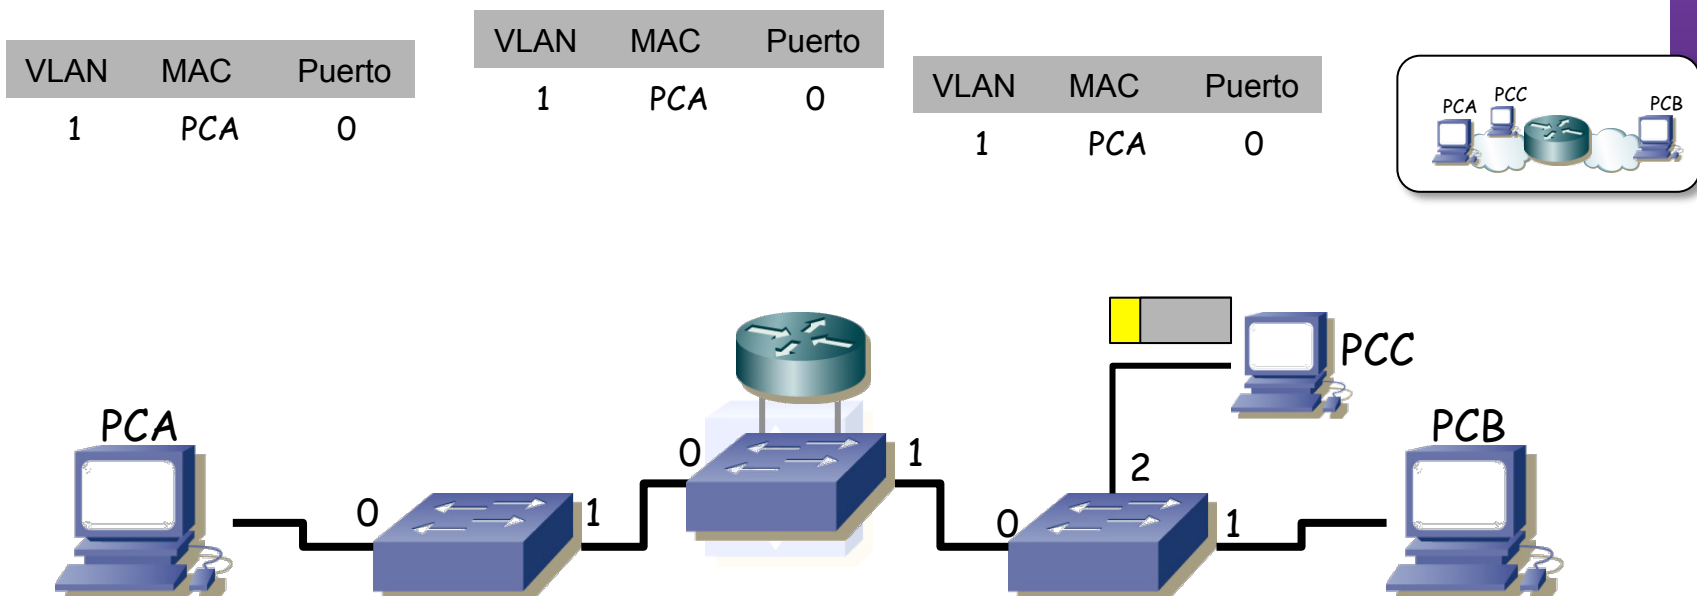 VLAN MAC Puerto
1 PCA 0
VLAN MAC Puerto
1 PCA 0
VLAN MAC Puerto
1 PCA 0
PCA PCC PCB
PCC
PCA
PCB
0 1
0 1
0 2 1